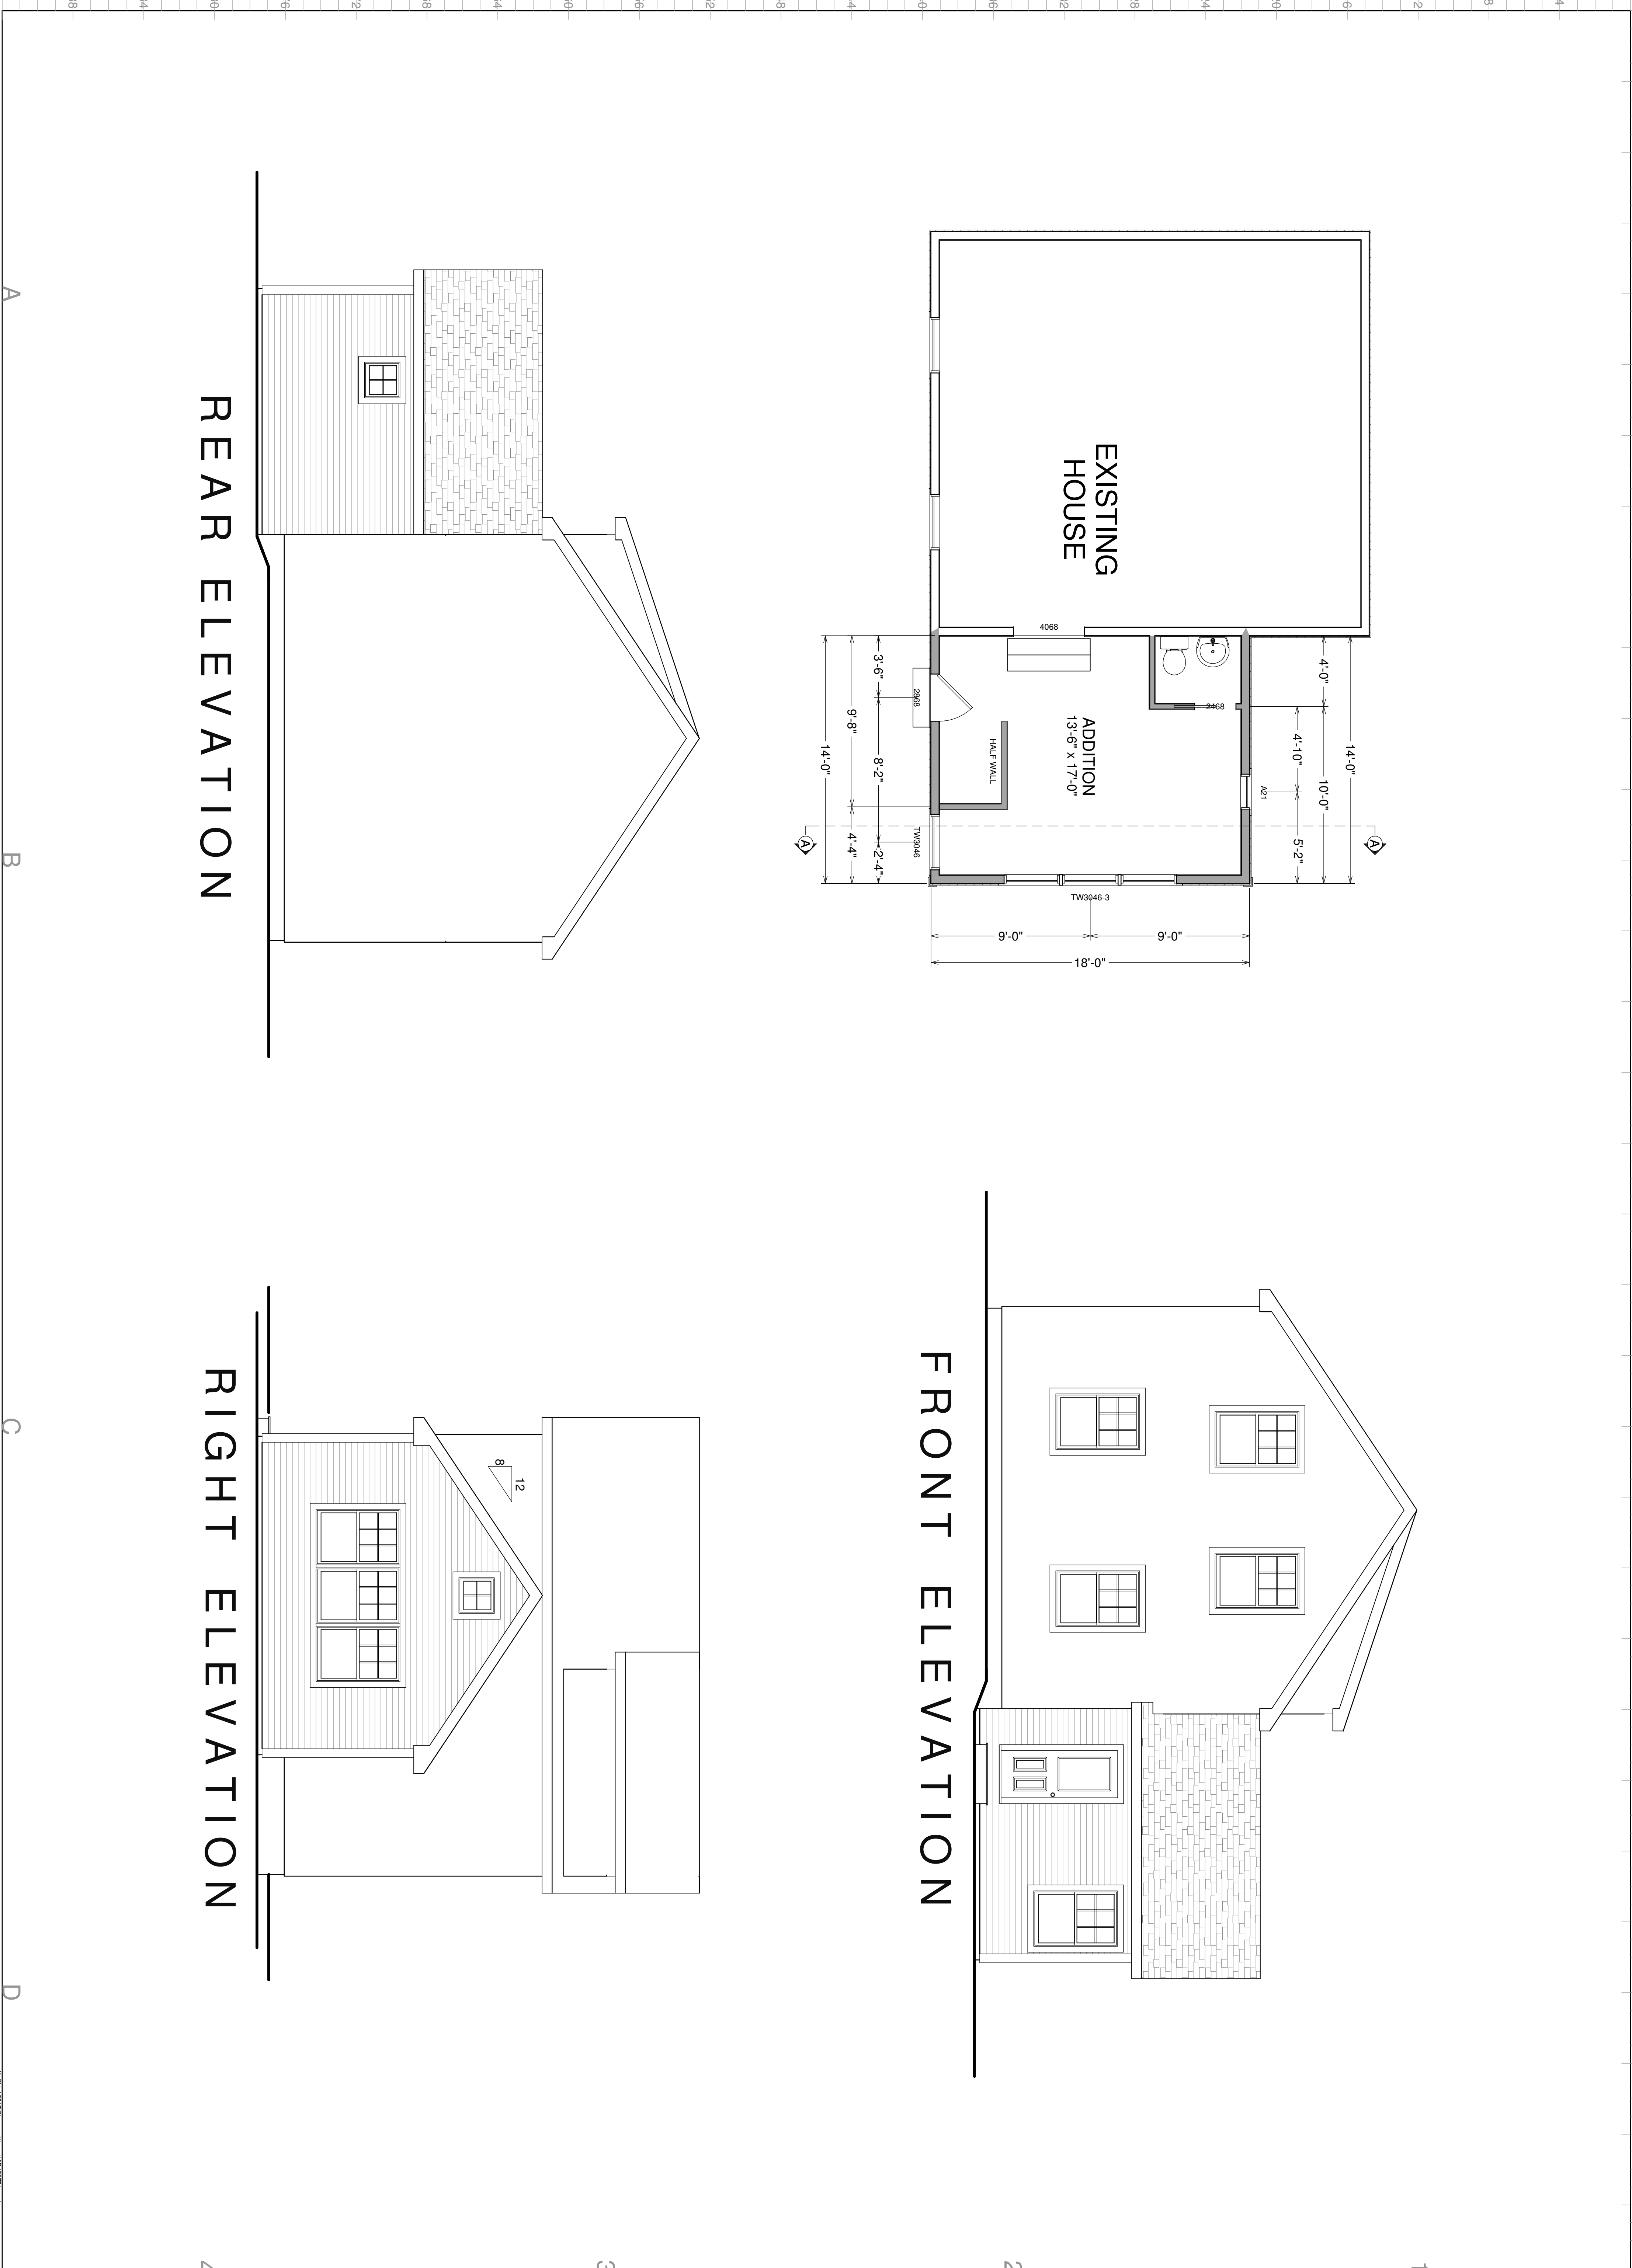 EXISTING
HOUSE
4068
2468
2868
HALF WALL
ADDITION
13'-6" x 17'-0"
A21
TW3046
TW3046-3
14'-0"
4'-0"
10'-0"
4'-10"
5'-2"
A
A
3'-6"
8'-2"
2'-4"
9'-8"
4'-4"
14'-0"
9'-0"
9'-0"
18'-0"
FRONT ELEVATION
REAR ELEVATION
12
8
RIGHT ELEVATION
A
B
C
D